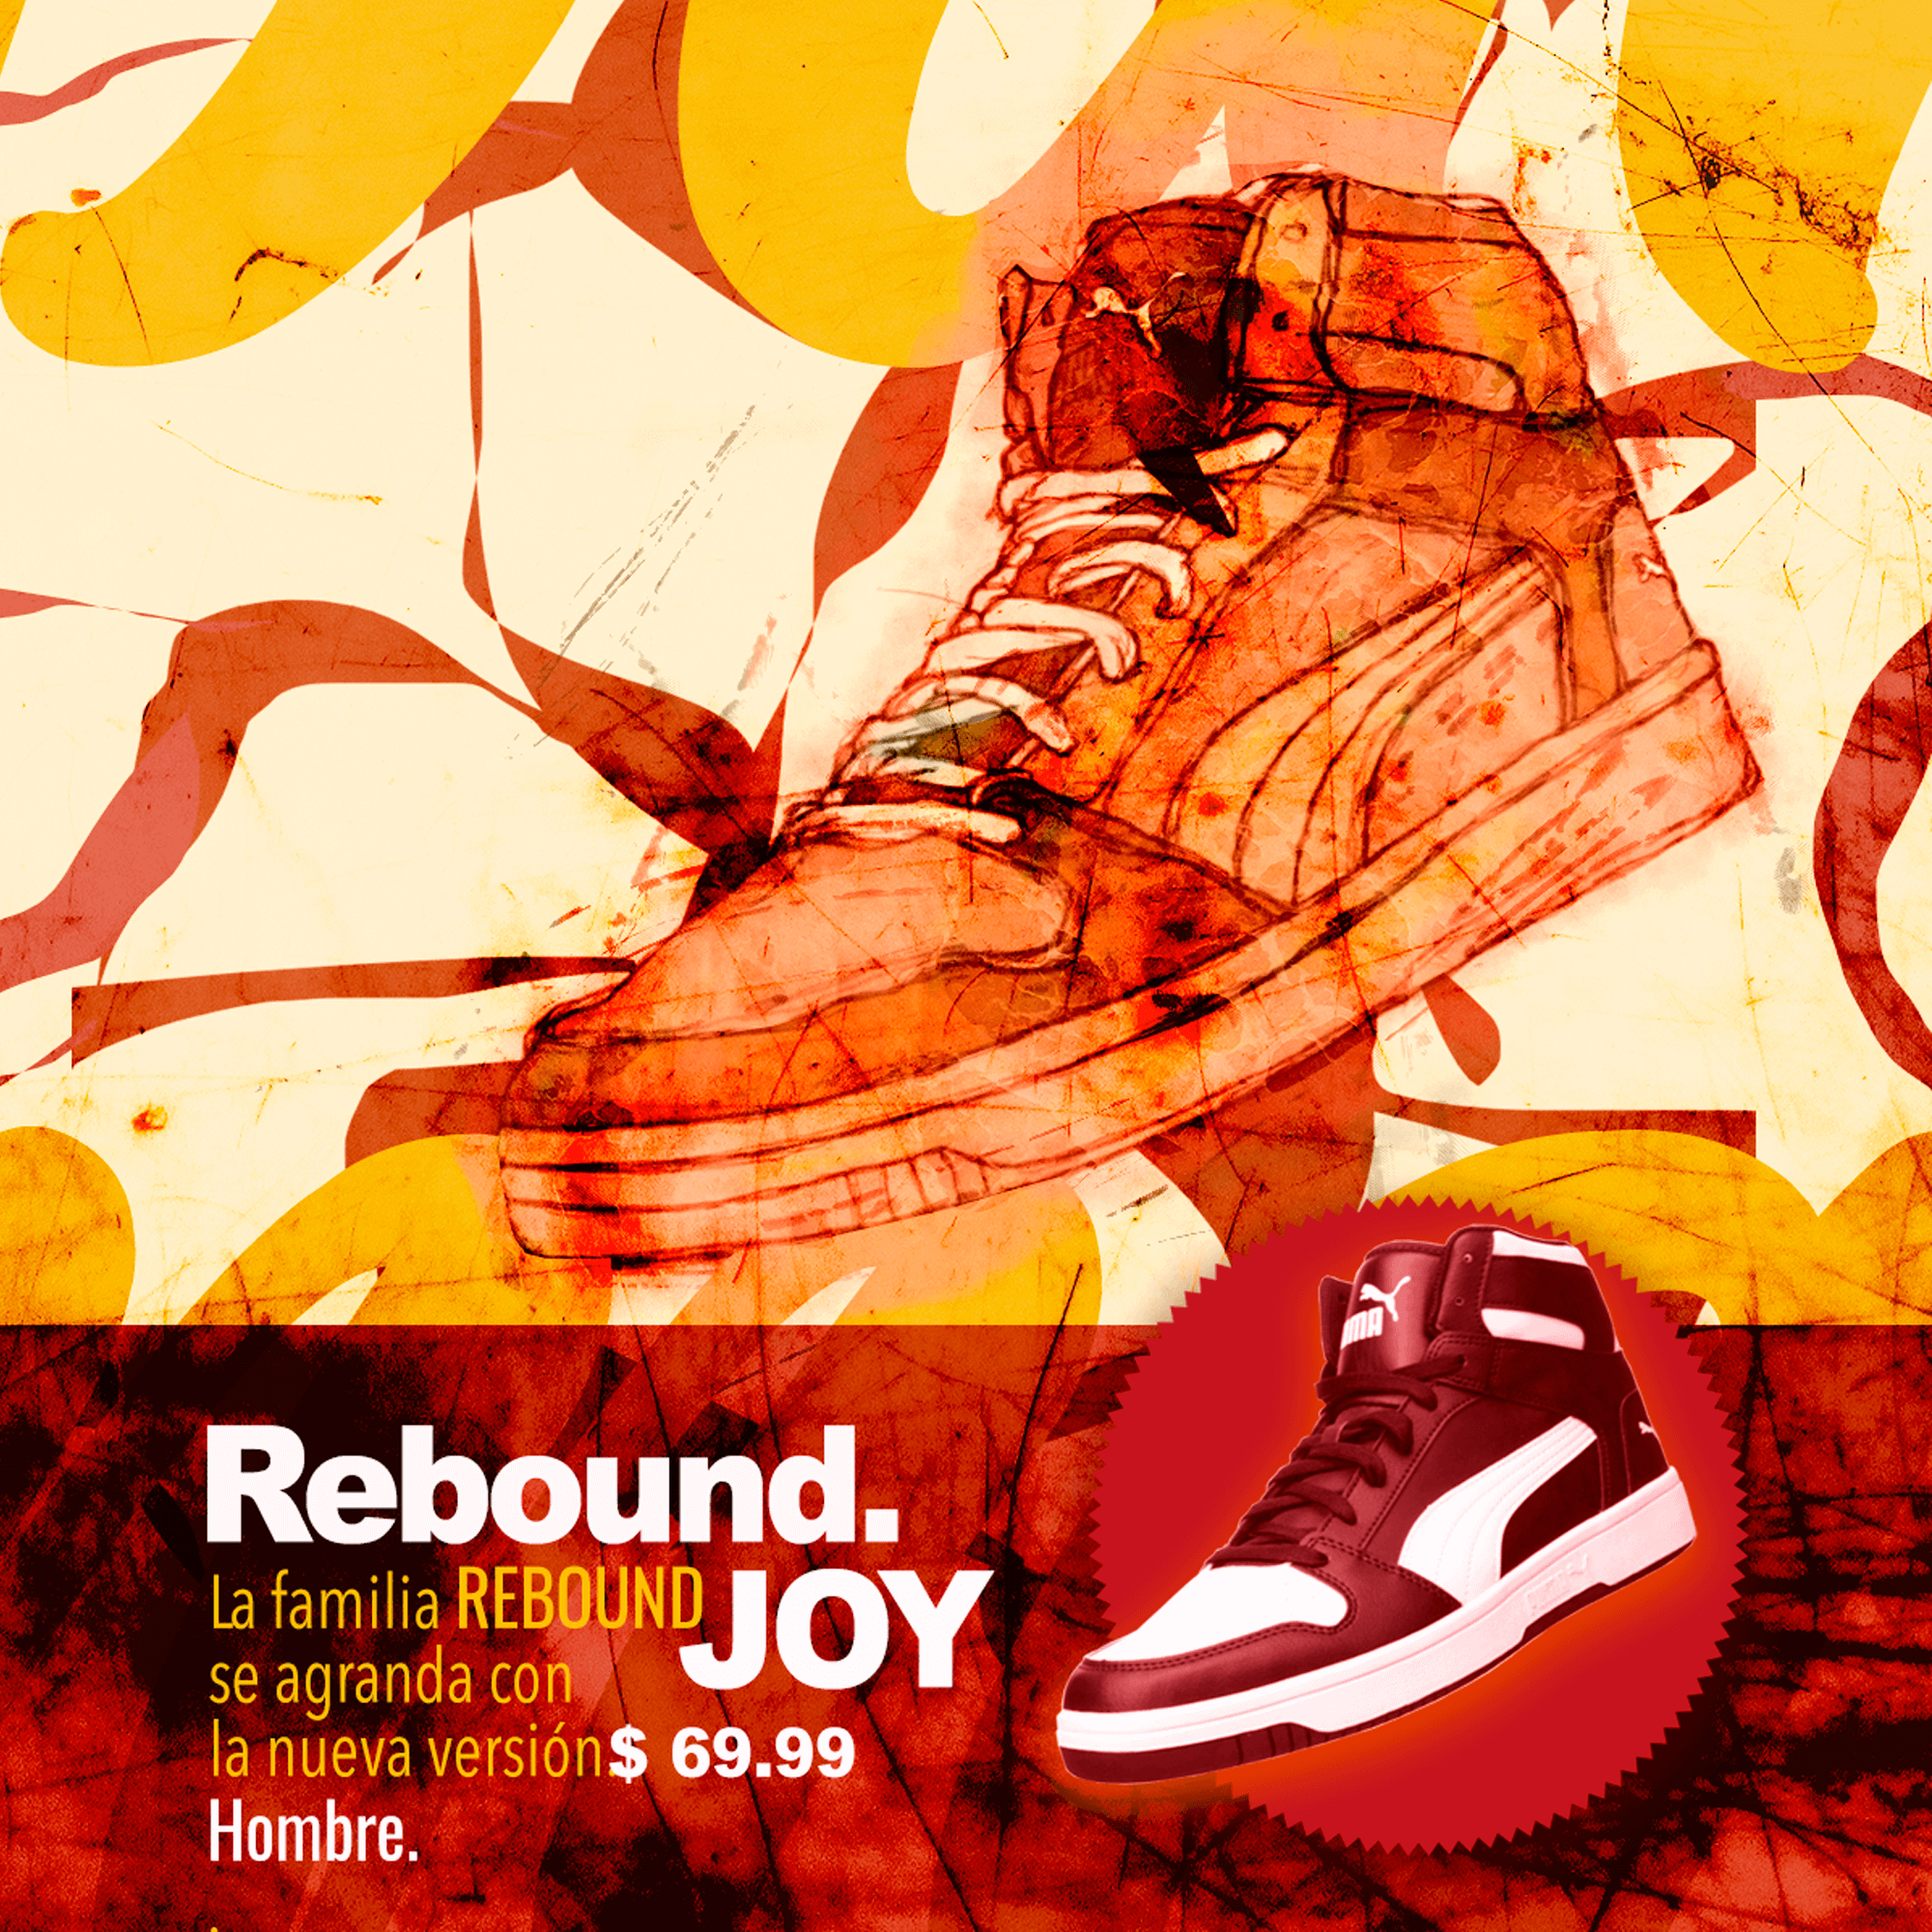 Rebound.
JOY
La familia REBOUND
se agranda con
la nueva versión.
$ 69.99
Hombre.